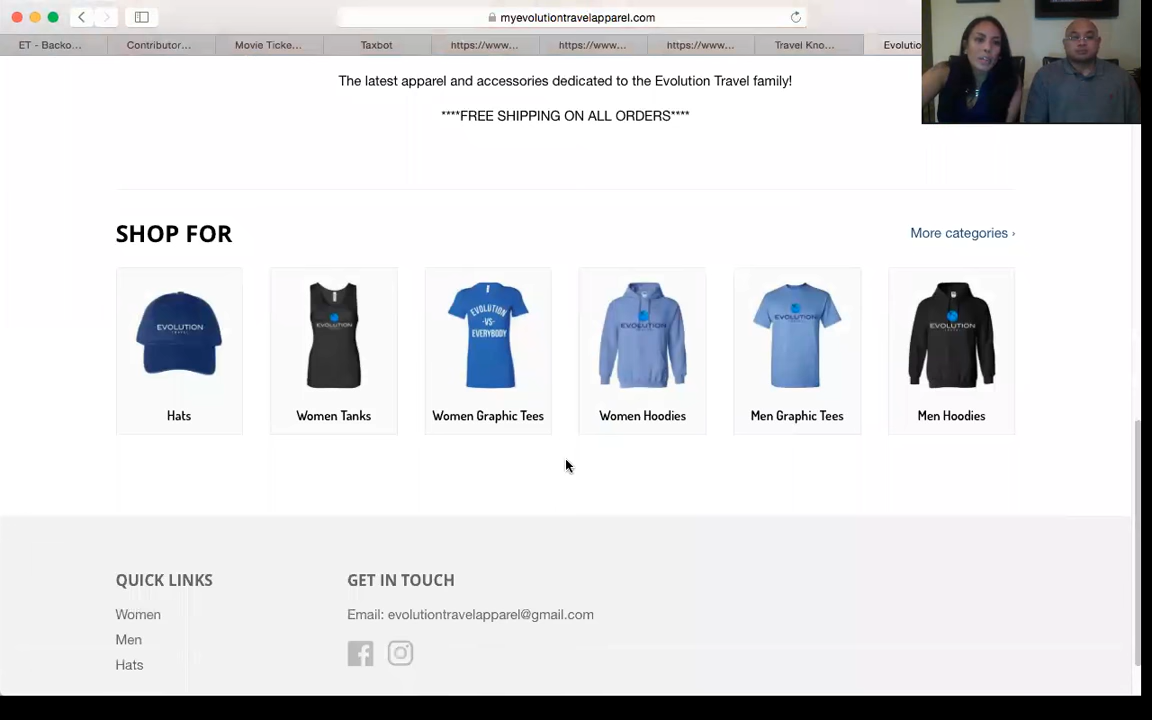 myevolutiontravelapparel.com
ET - Backo...
Contributor...
Movie Ticke...
Taxbot
https://www...
https://www...
https://www...
Travel Kno...
Evolutio
The latest apparel and accessories dedicated to the Evolution Travel family!
****FREE SHIPPING ON ALL ORDERS****
SHOP FOR
More categories ›
EVOLUTION
EVOLUTION
EVOLUTION
-VS-
EVERYBODY
EVOLUTION
EVOLUTION
EVOLUTION
Hats
Women Tanks
Women Graphic Tees
Women Hoodies
Men Graphic Tees
Men Hoodies
QUICK LINKS
GET IN TOUCH
Women
Email: evolutiontravelapparel@gmail.com
Men
Hats